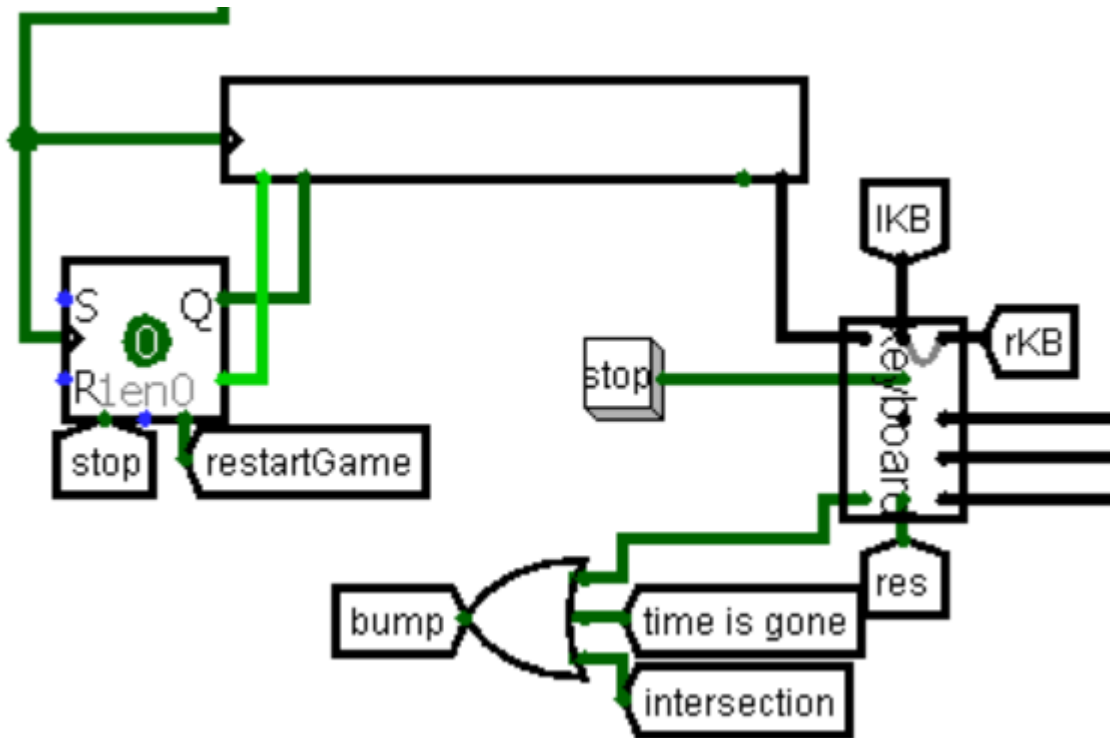 lKB
S
Q
0
rKB
stop
keyboard
R
1en0
stop
restartGame
res
bump
time is gone
intersection